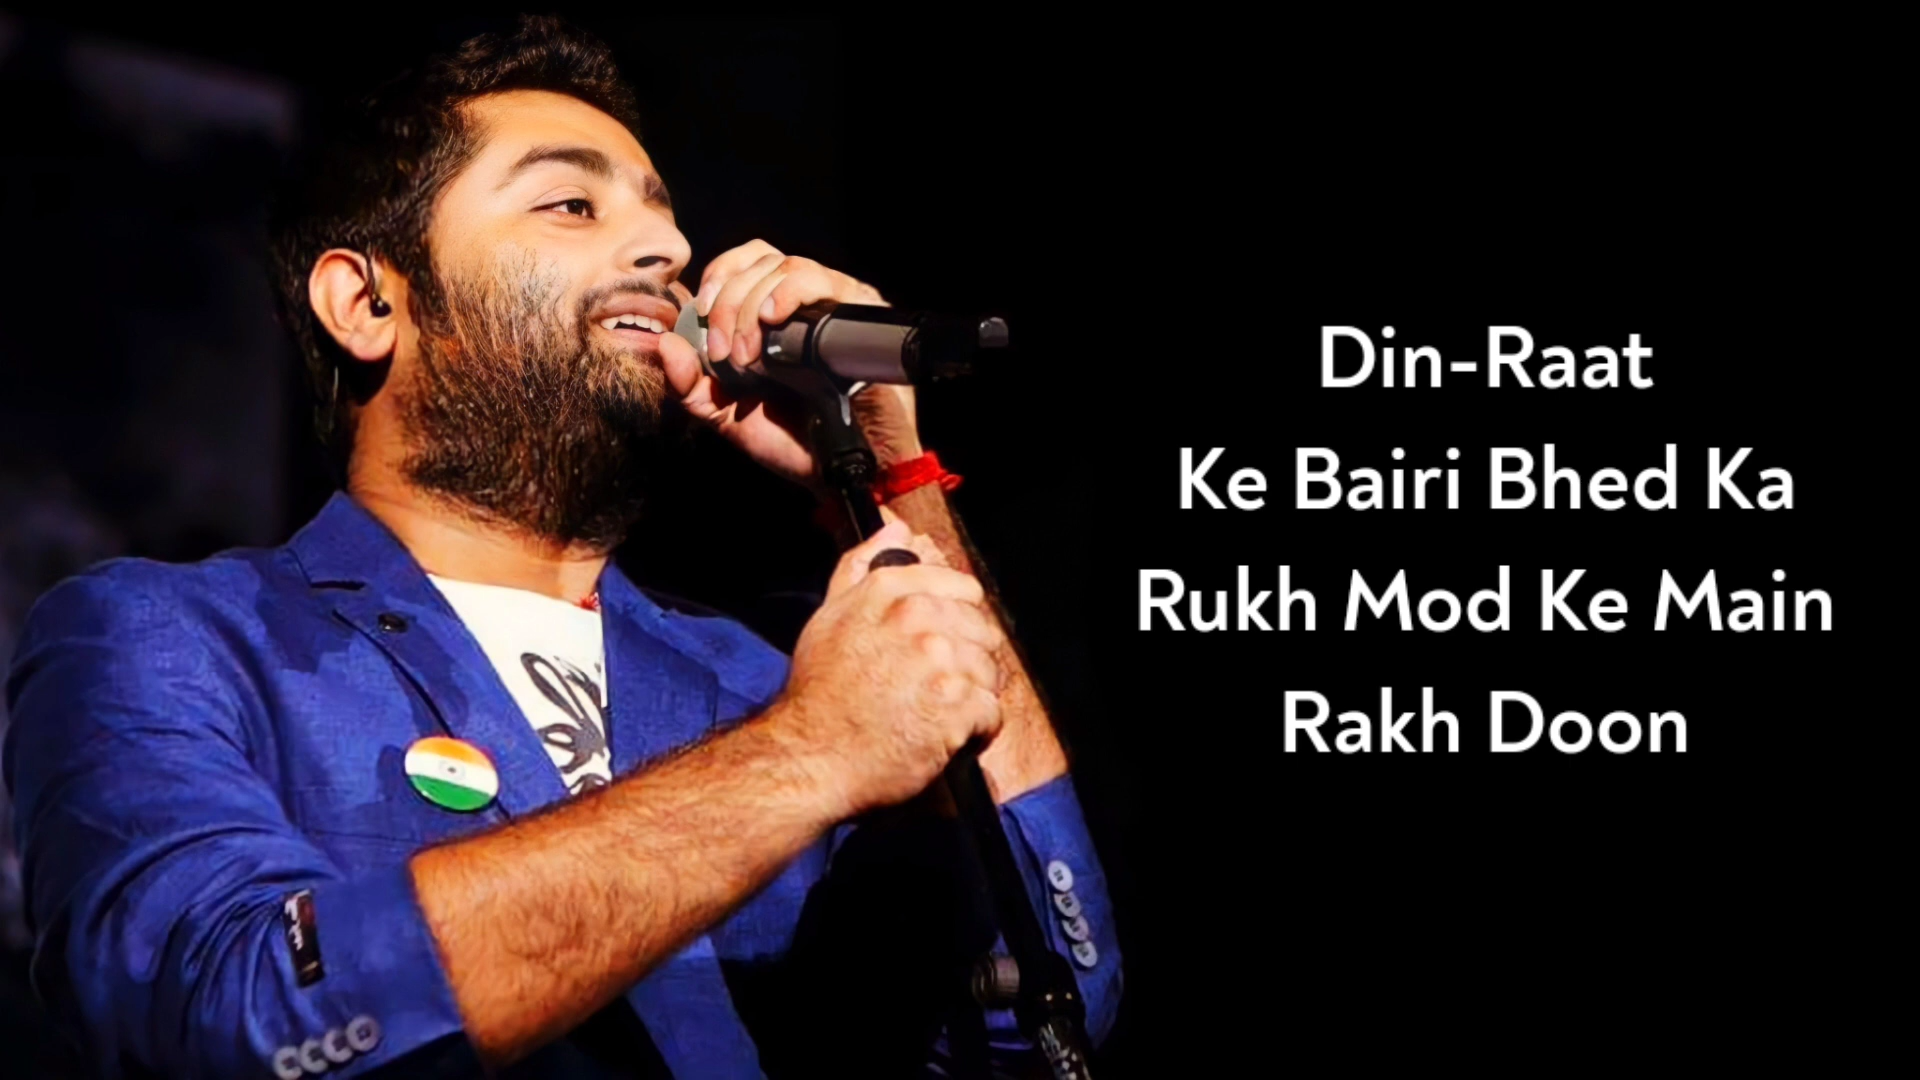 Din-Raat
Ke Bairi Bhed Ka
Rukh Mod Ke Main
Rakh Doon